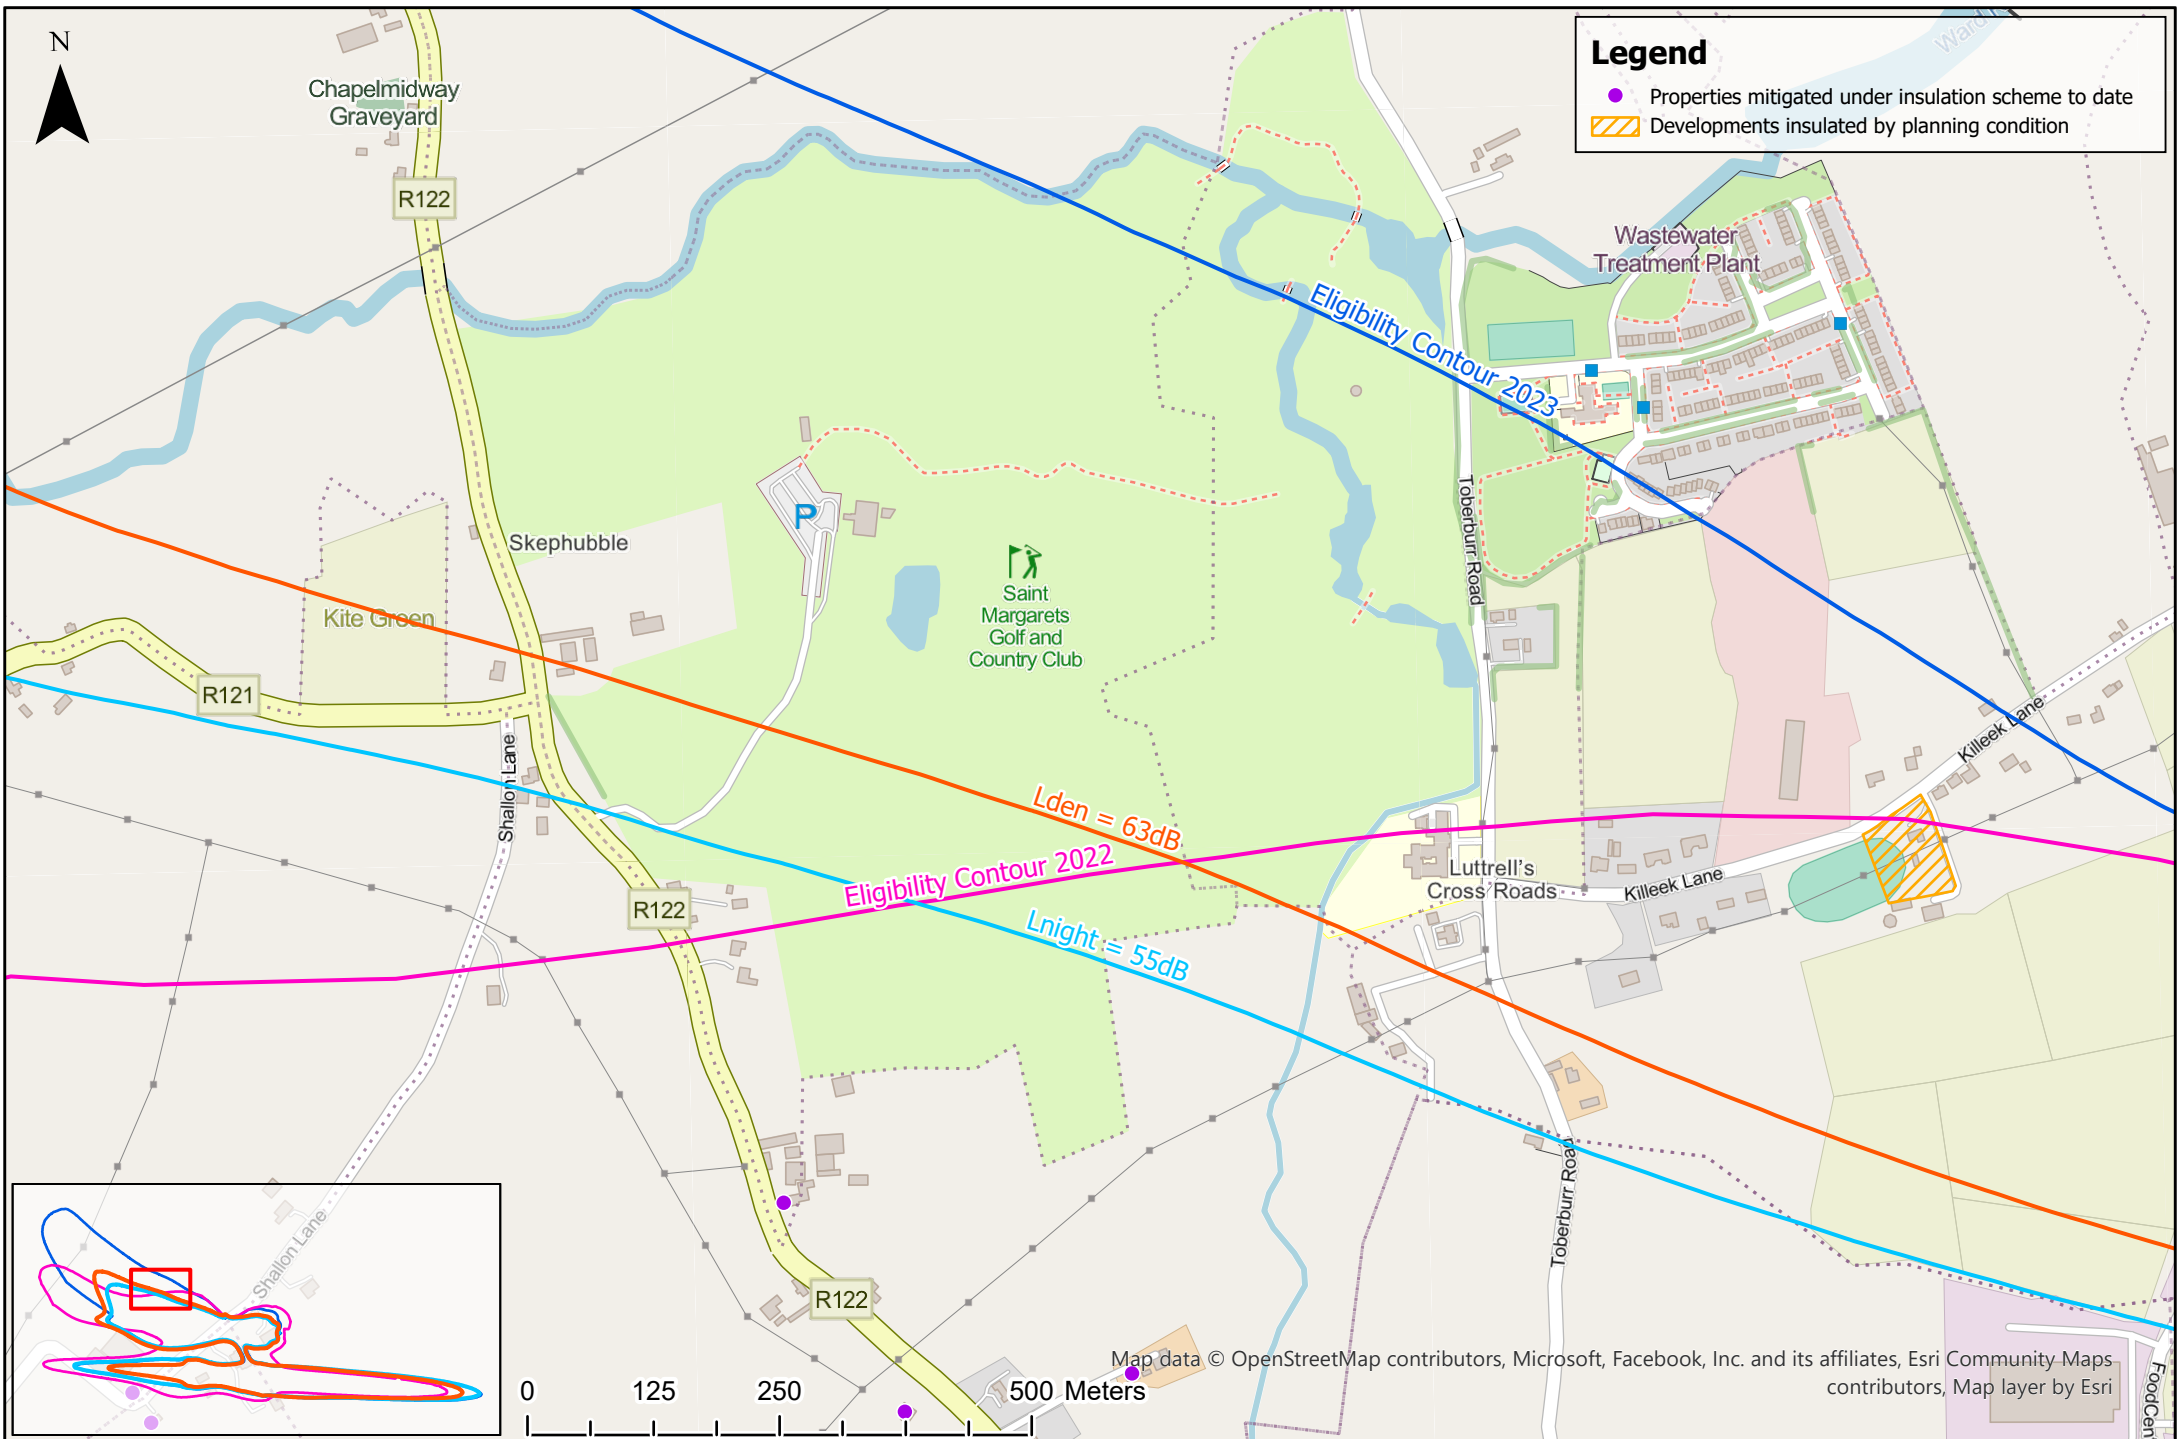 N
Legend
Properties mitigated under insulation scheme to date
Developments insulated by planning condition
Ward
Chapelmidway
Graveyard
R122
Wastewater
Treatment Plant
Eligibility Contour 2023
Toberburr Road
P
Skephubble
Saint
Margarets
Golf and
Country Club
Kite Green
R121
Shallon Lane
Killeek Lane
Lden = 63dB
Eligibility Contour 2022
Luttrell's
Cross Roads
Killeek Lane
R122
Lnight = 55dB
Toberburr Road
Shallon Lane
R122
Map data © OpenStreetMap contributors, Microsoft, Facebook, Inc. and its affiliates, Esri Community Maps
contributors, Map layer by Esri
0 125 250 500 Meters
FoodCen